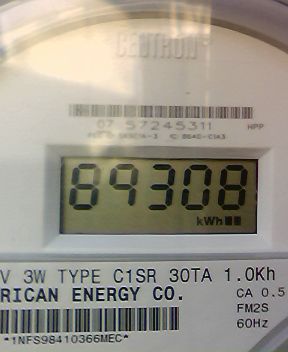 CENTRON
07 57245311 HPP
89308
kWh
V 3W TYPE C1SR 30TA 1.0Kh
RICAN ENERGY CO. CA 0.5
FM2S
60Hz
*1NFS98410366MEC*